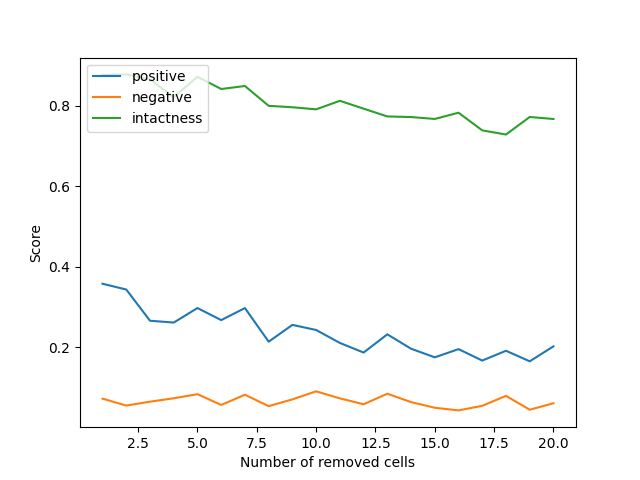 positive
negative
intactness
0.8
0.6
0.4
0.2
Score
2.5 5.0 7.5 10.0 12.5 15.0 17.5 20.0
Number of removed cells